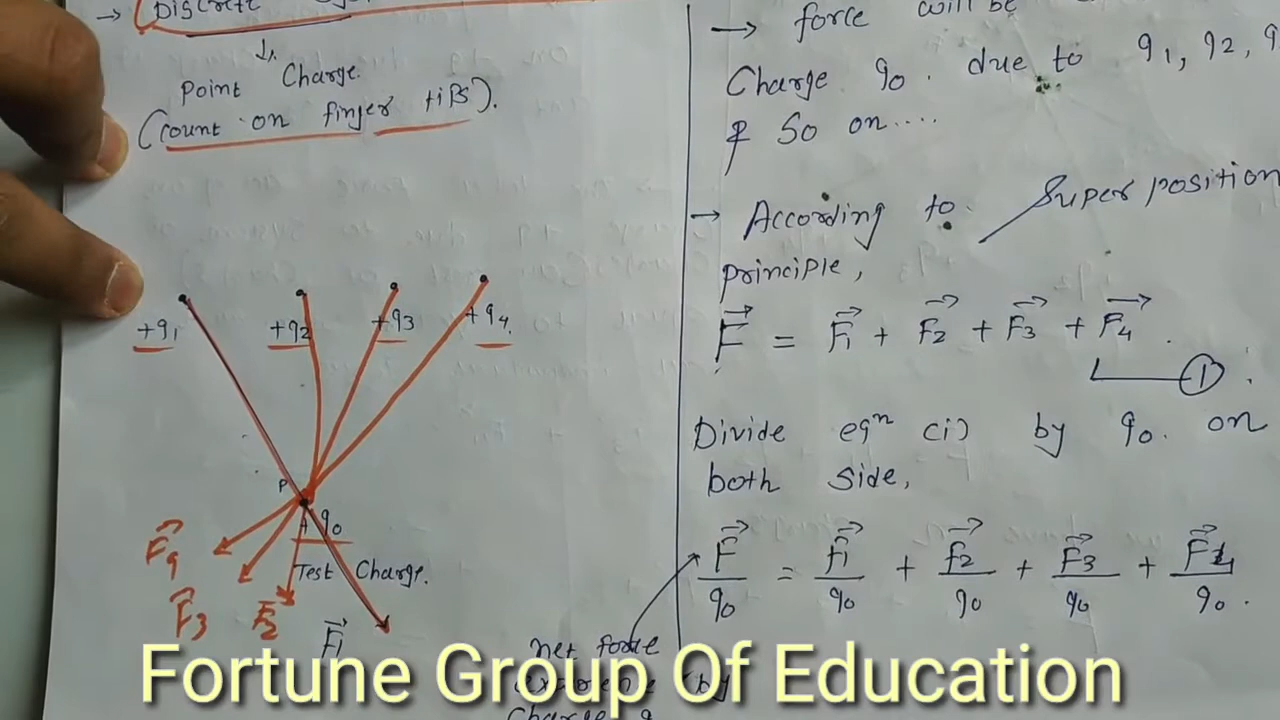 → Discrete
Point Charge.
(Count on finger tips).
+q1 +q2 +q3 +q4.
P
+q0
Test Charge.
F4
F3
F2
F1
→ force will be
Charge q0. due to q1, q2, q
& So on....
→ According to Super position
principle,
F = F1 + F2 + F3 + F4.
①
Divide eqn (i) by q0. on
both side,
F/q0 = F1/q0 + F2/q0 + F3/q0 + F4/q0.
net force
by
Charge q
Fortune Group Of Education